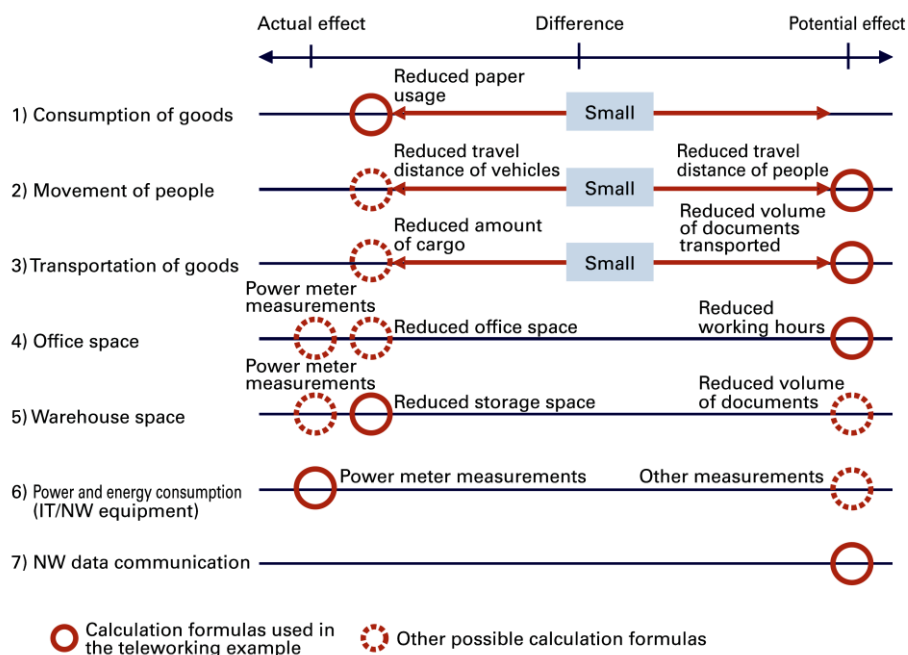 Actual effect
Difference
Potential effect
Reduced paper
usage
1) Consumption of goods
Small
Reduced travel
distance of vehicles
Reduced travel
distance of people
2) Movement of people
Small
Reduced amount
of cargo
Reduced volume
of documents
transported
3) Transportation of goods
Small
Power meter
measurements
Reduced office space
Reduced
working hours
4) Office space
Power meter
measurements
Reduced storage space
Reduced volume
of documents
5) Warehouse space
Power meter measurements
Other measurements
6) Power and energy consumption
(IT/NW equipment)
7) NW data communication
Calculation formulas used in
the teleworking example
Other possible calculation formulas